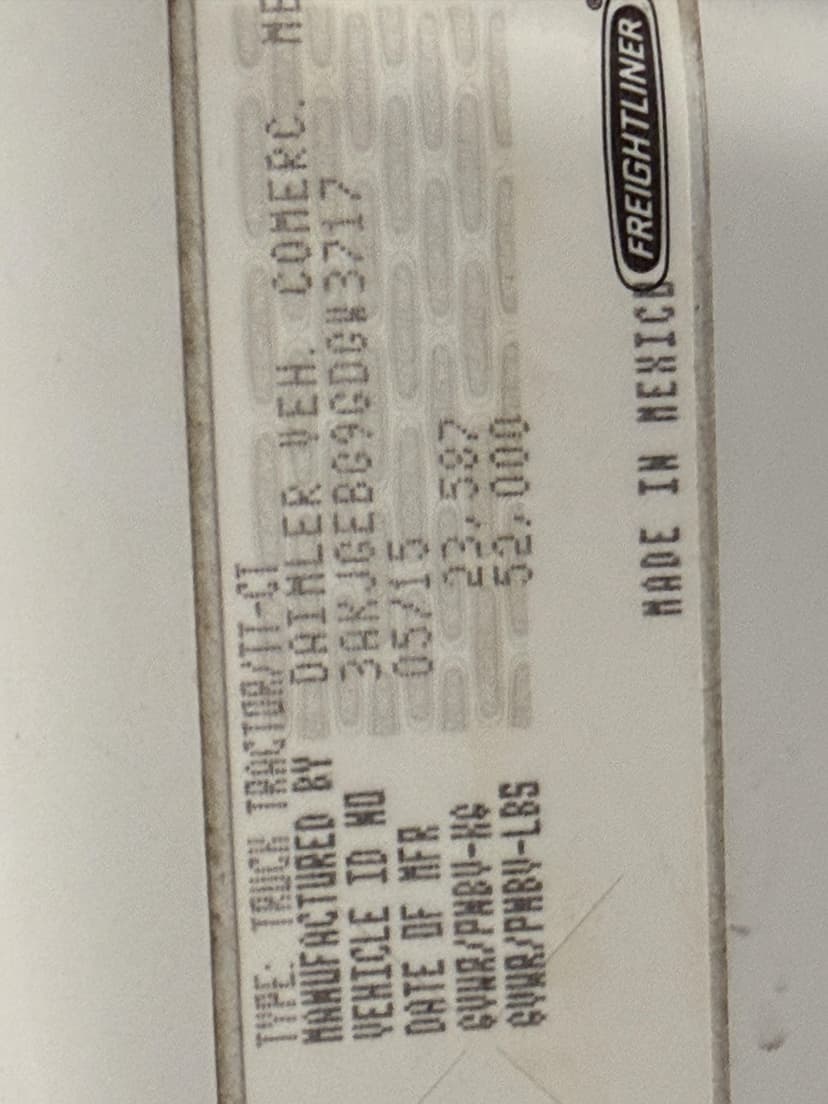 TYPE: TRUCK TRACTOR/TT-CT
MANUFACTURED BY DAIMLER VEH. COMERC. ME
VEHICLE ID NO 3AKJGEBG9GDGW3717
DATE OF MFR 05/15
GVWR/PNBV-KG 23,587
GVWR/PNBV-LBS 52,000
MADE IN MEXICO
FREIGHTLINER